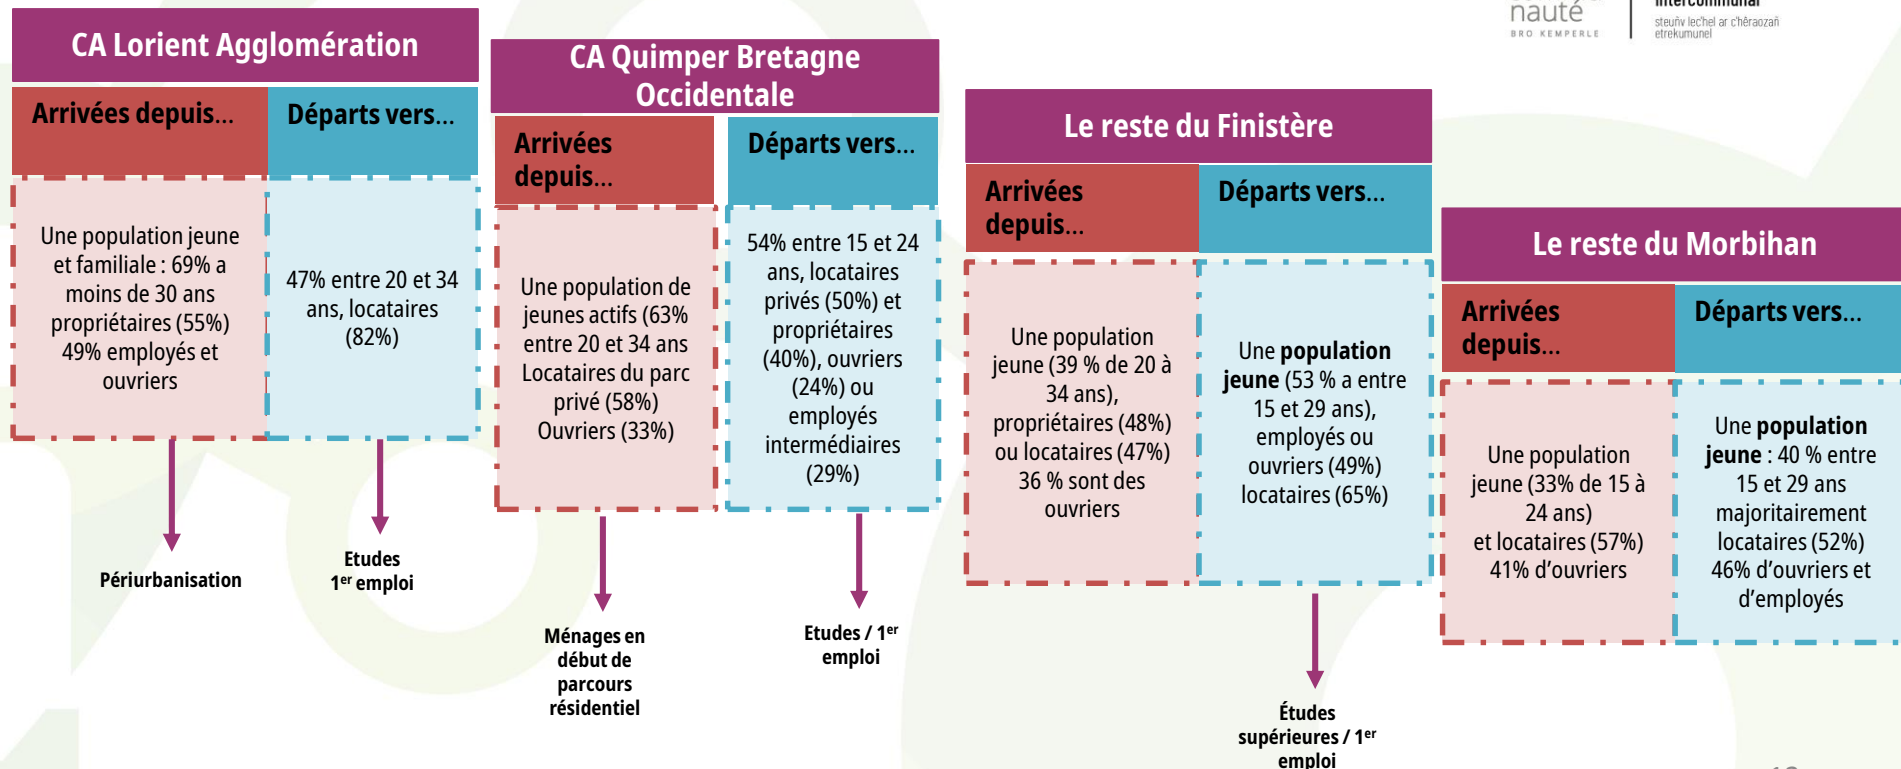 nauté
BRO KEMPERLE
steuñv lec'hel ar c'hêraozañ
etrekumunel
CA Lorient Agglomération
Arrivées depuis...
Départs vers...
Une population jeune
et familiale : 69% a
moins de 30 ans
propriétaires (55%)
49% employés et
ouvriers
47% entre 20 et 34
ans, locataires
(82%)
Périurbanisation
Etudes
1er emploi
CA Quimper Bretagne
Occidentale
Arrivées
depuis...
Départs vers...
Une population de
jeunes actifs (63%
entre 20 et 34 ans
Locataires du parc
privé (58%)
Ouvriers (33%)
54% entre 15 et 24
ans, locataires
privés (50%) et
propriétaires
(40%), ouvriers
(24%) ou
employés
intermédiaires
(29%)
Ménages en
début de
parcours
résidentiel
Etudes / 1er
emploi
Le reste du Finistère
Arrivées
depuis...
Départs vers...
Une population
jeune (39 % de 20 à
34 ans),
propriétaires (48%)
ou locataires (47%)
36 % sont des
ouvriers
Une population
jeune (53 % a entre
15 et 29 ans),
employés ou
ouvriers (49%)
locataires (65%)
Études
supérieures / 1er
emploi
Le reste du Morbihan
Arrivées
depuis...
Départs vers...
Une population
jeune (33% de 15 à
24 ans)
et locataires (57%)
41% d'ouvriers
Une population
jeune : 40 % entre
15 et 29 ans
majoritairement
locataires (52%)
46% d'ouvriers et
d'employés